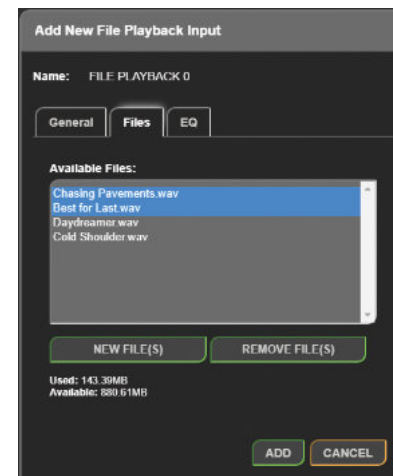 Add New File Playback Input
Name: FILE PLAYBACK 0
General Files EQ
Available Files:
Chasing Pavements.wav
Best for Last.wav
Daydreamer.wav
Cold Shoulder.wav
NEW FILE(S) REMOVE FILE(S)
Used: 143.39MB
Available: 880.61MB
ADD CANCEL